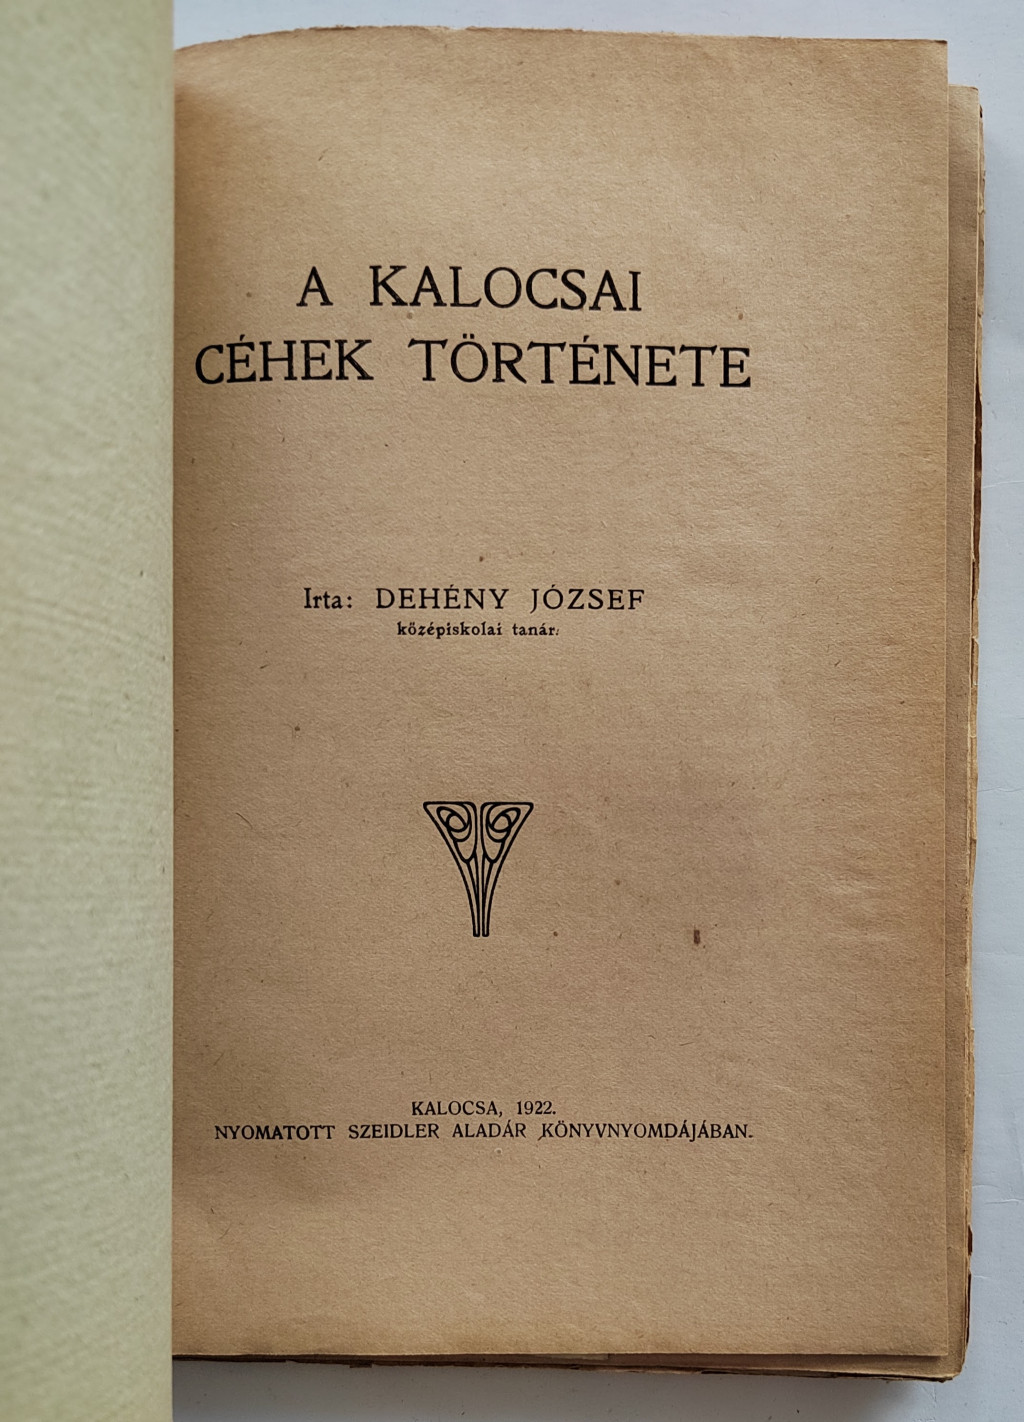 A KALOCSAI
CÉHEK TÖRTÉNETE
Irta: DEHÉNY JÓZSEF
középiskolai tanár.
KALOCSA, 1922.
NYOMATOTT SZEIDLER ALADÁR KÖNYVNYOMDÁJÁBAN.